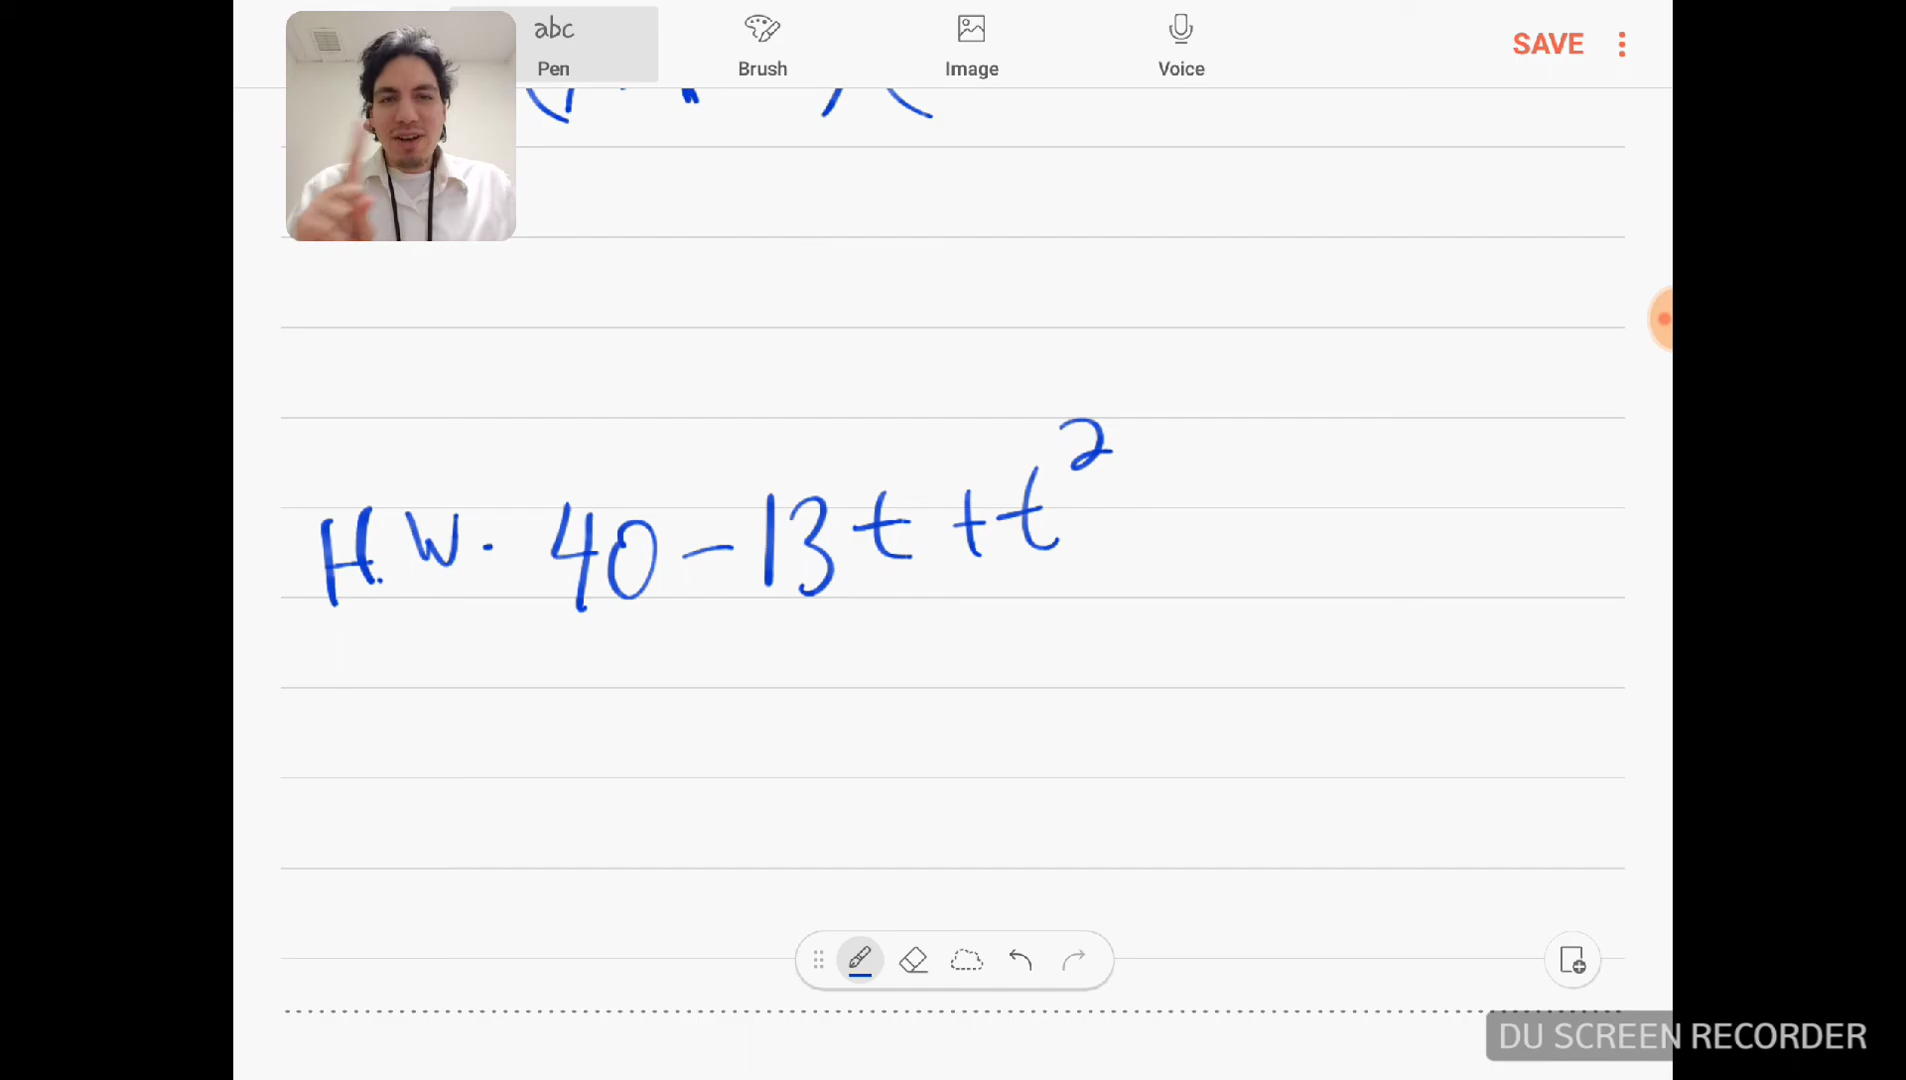 abc
Pen
Brush
Image
Voice
SAVE
H.W. 40 - 13t + t²
DU SCREEN RECORDER